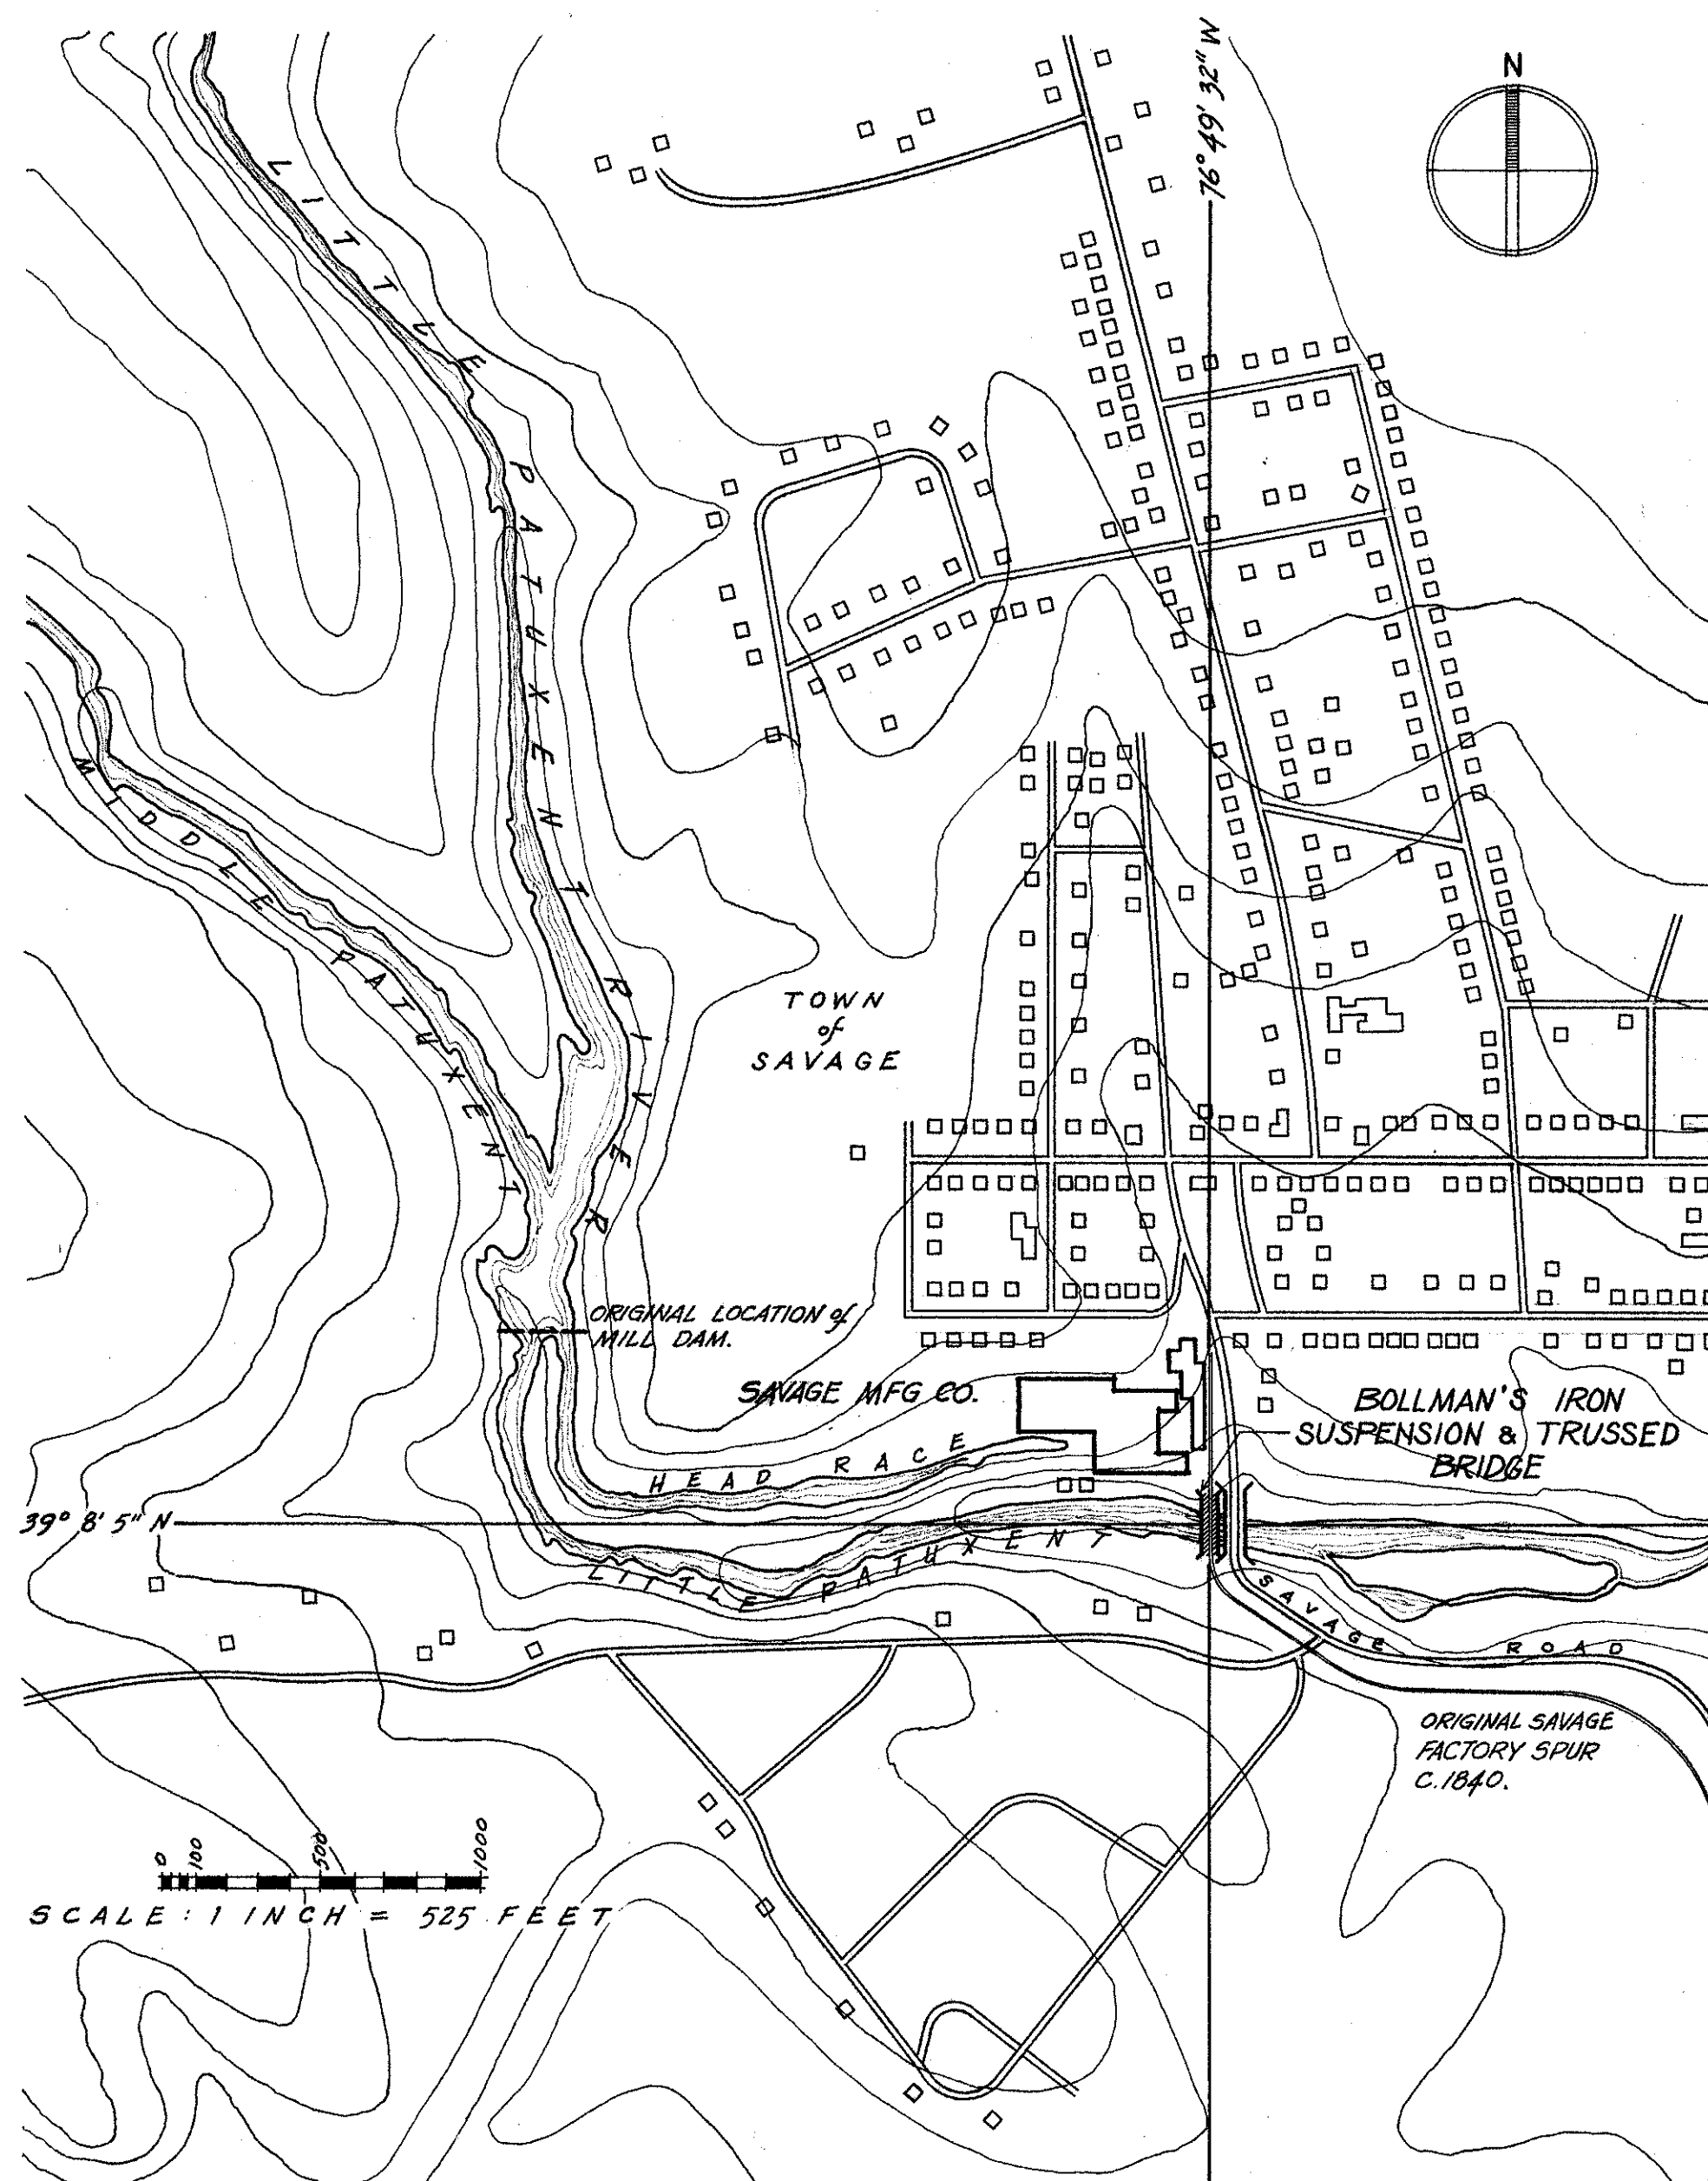 N
76° 49' 32" W
LITTLE PATUXENT RIVER
MIDDLE PATUXENT
TOWN
of
SAVAGE
ORIGINAL LOCATION of
MILL DAM.
SAVAGE MFG CO.
BOLLMAN'S IRON
SUSPENSION & TRUSSED
BRIDGE
HEAD RACE
39° 8' 5" N
LITTLE PATUXENT
SAVAGE ROAD
ORIGINAL SAVAGE
FACTORY SPUR
C.1840.
0 100 500 1000
SCALE: 1 INCH = 525 FEET